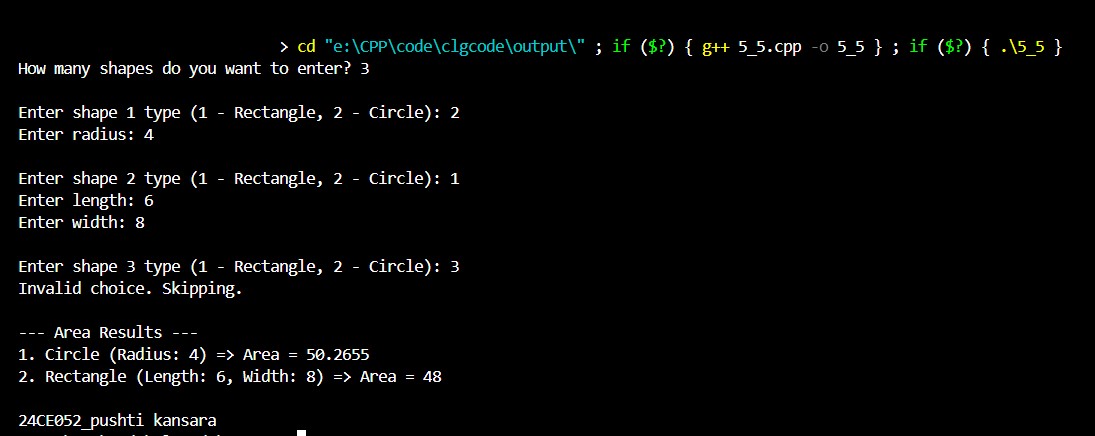 > cd "e:\CPP\code\clgcode\output\" ; if ($?) { g++ 5_5.cpp -o 5_5 } ; if ($?) { .\5_5 }
How many shapes do you want to enter? 3
Enter shape 1 type (1 - Rectangle, 2 - Circle): 2
Enter radius: 4
Enter shape 2 type (1 - Rectangle, 2 - Circle): 1
Enter length: 6
Enter width: 8
Enter shape 3 type (1 - Rectangle, 2 - Circle): 3
Invalid choice. Skipping.
--- Area Results ---
1. Circle (Radius: 4) => Area = 50.2655
2. Rectangle (Length: 6, Width: 8) => Area = 48
24CE052_pushti kansara